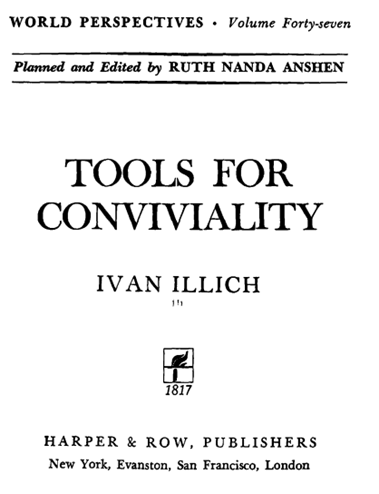 WORLD PERSPECTIVES · Volume Forty-seven
Planned and Edited by RUTH NANDA ANSHEN
TOOLS FOR
CONVIVIALITY
IVAN ILLICH
1817
HARPER & ROW, PUBLISHERS
New York, Evanston, San Francisco, London